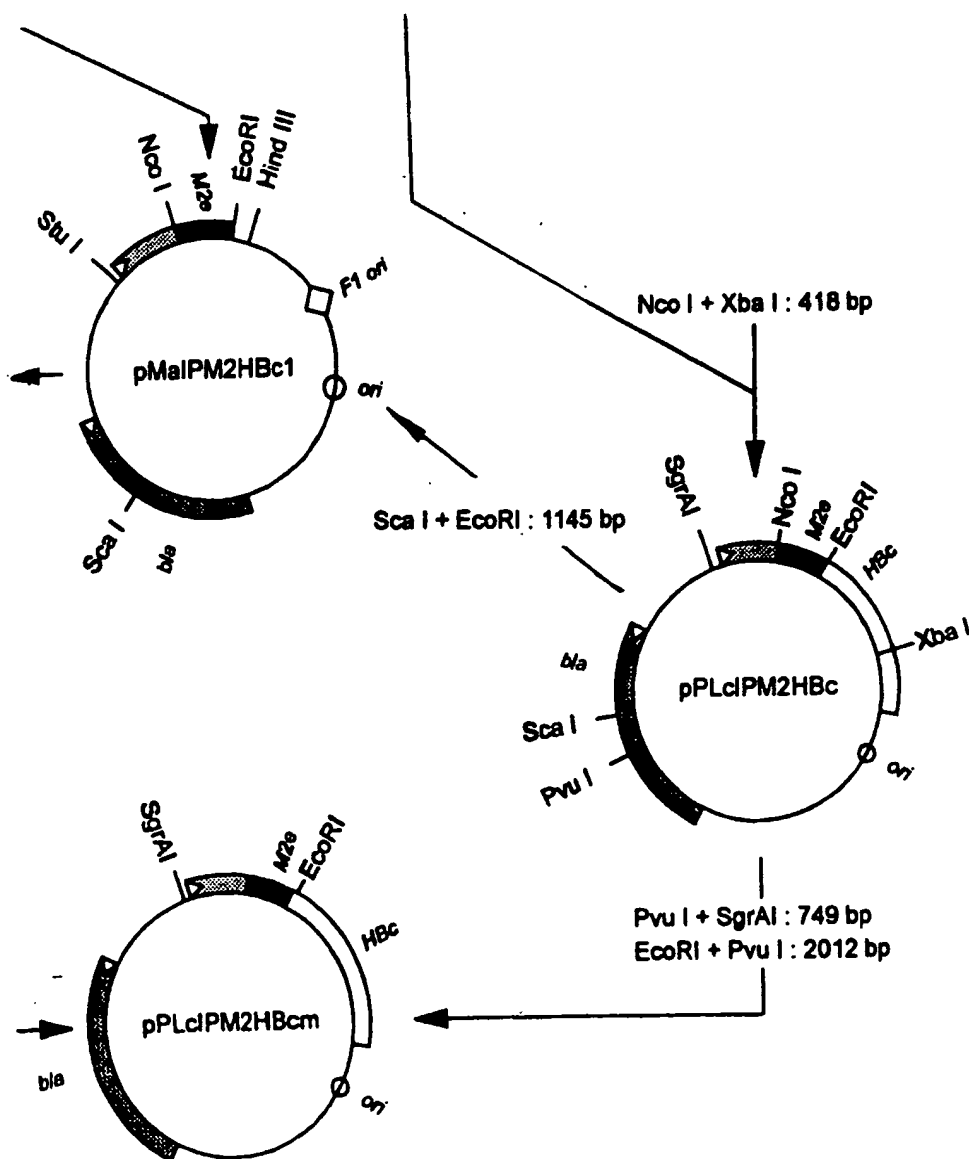 Stu I
Nco I
M2e
EcoRI
Hind III
F1 ori
ori
pMalPM2HBc1
Sca I
bla
Nco I + Xba I : 418 bp
Sca I + EcoRI : 1145 bp
SgrAI
Nco I
M2e
EcoRI
HBc
Xba I
bla
pPLcIPM2HBc
Sca I
Pvu I
ori
Pvu I + SgrAI : 749 bp
EcoRI + Pvu I : 2012 bp
SgrAI
M2e
EcoRI
HBc
pPLcIPM2HBcm
bla
ori